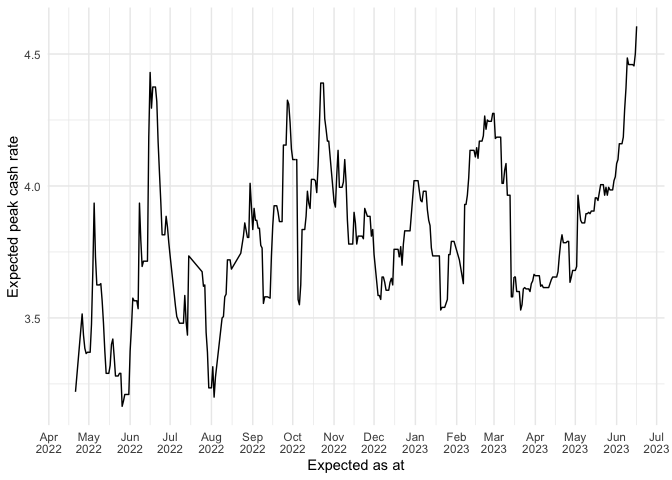 Expected peak cash rate
4.5
4.0
3.5
Apr May Jun Jul Aug Sep Oct Nov Dec Jan Feb Mar Apr May Jun Jul
2022 2022 2022 2022 2022 2022 2022 2022 2022 2023 2023 2023 2023 2023 2023 2023
Expected as at